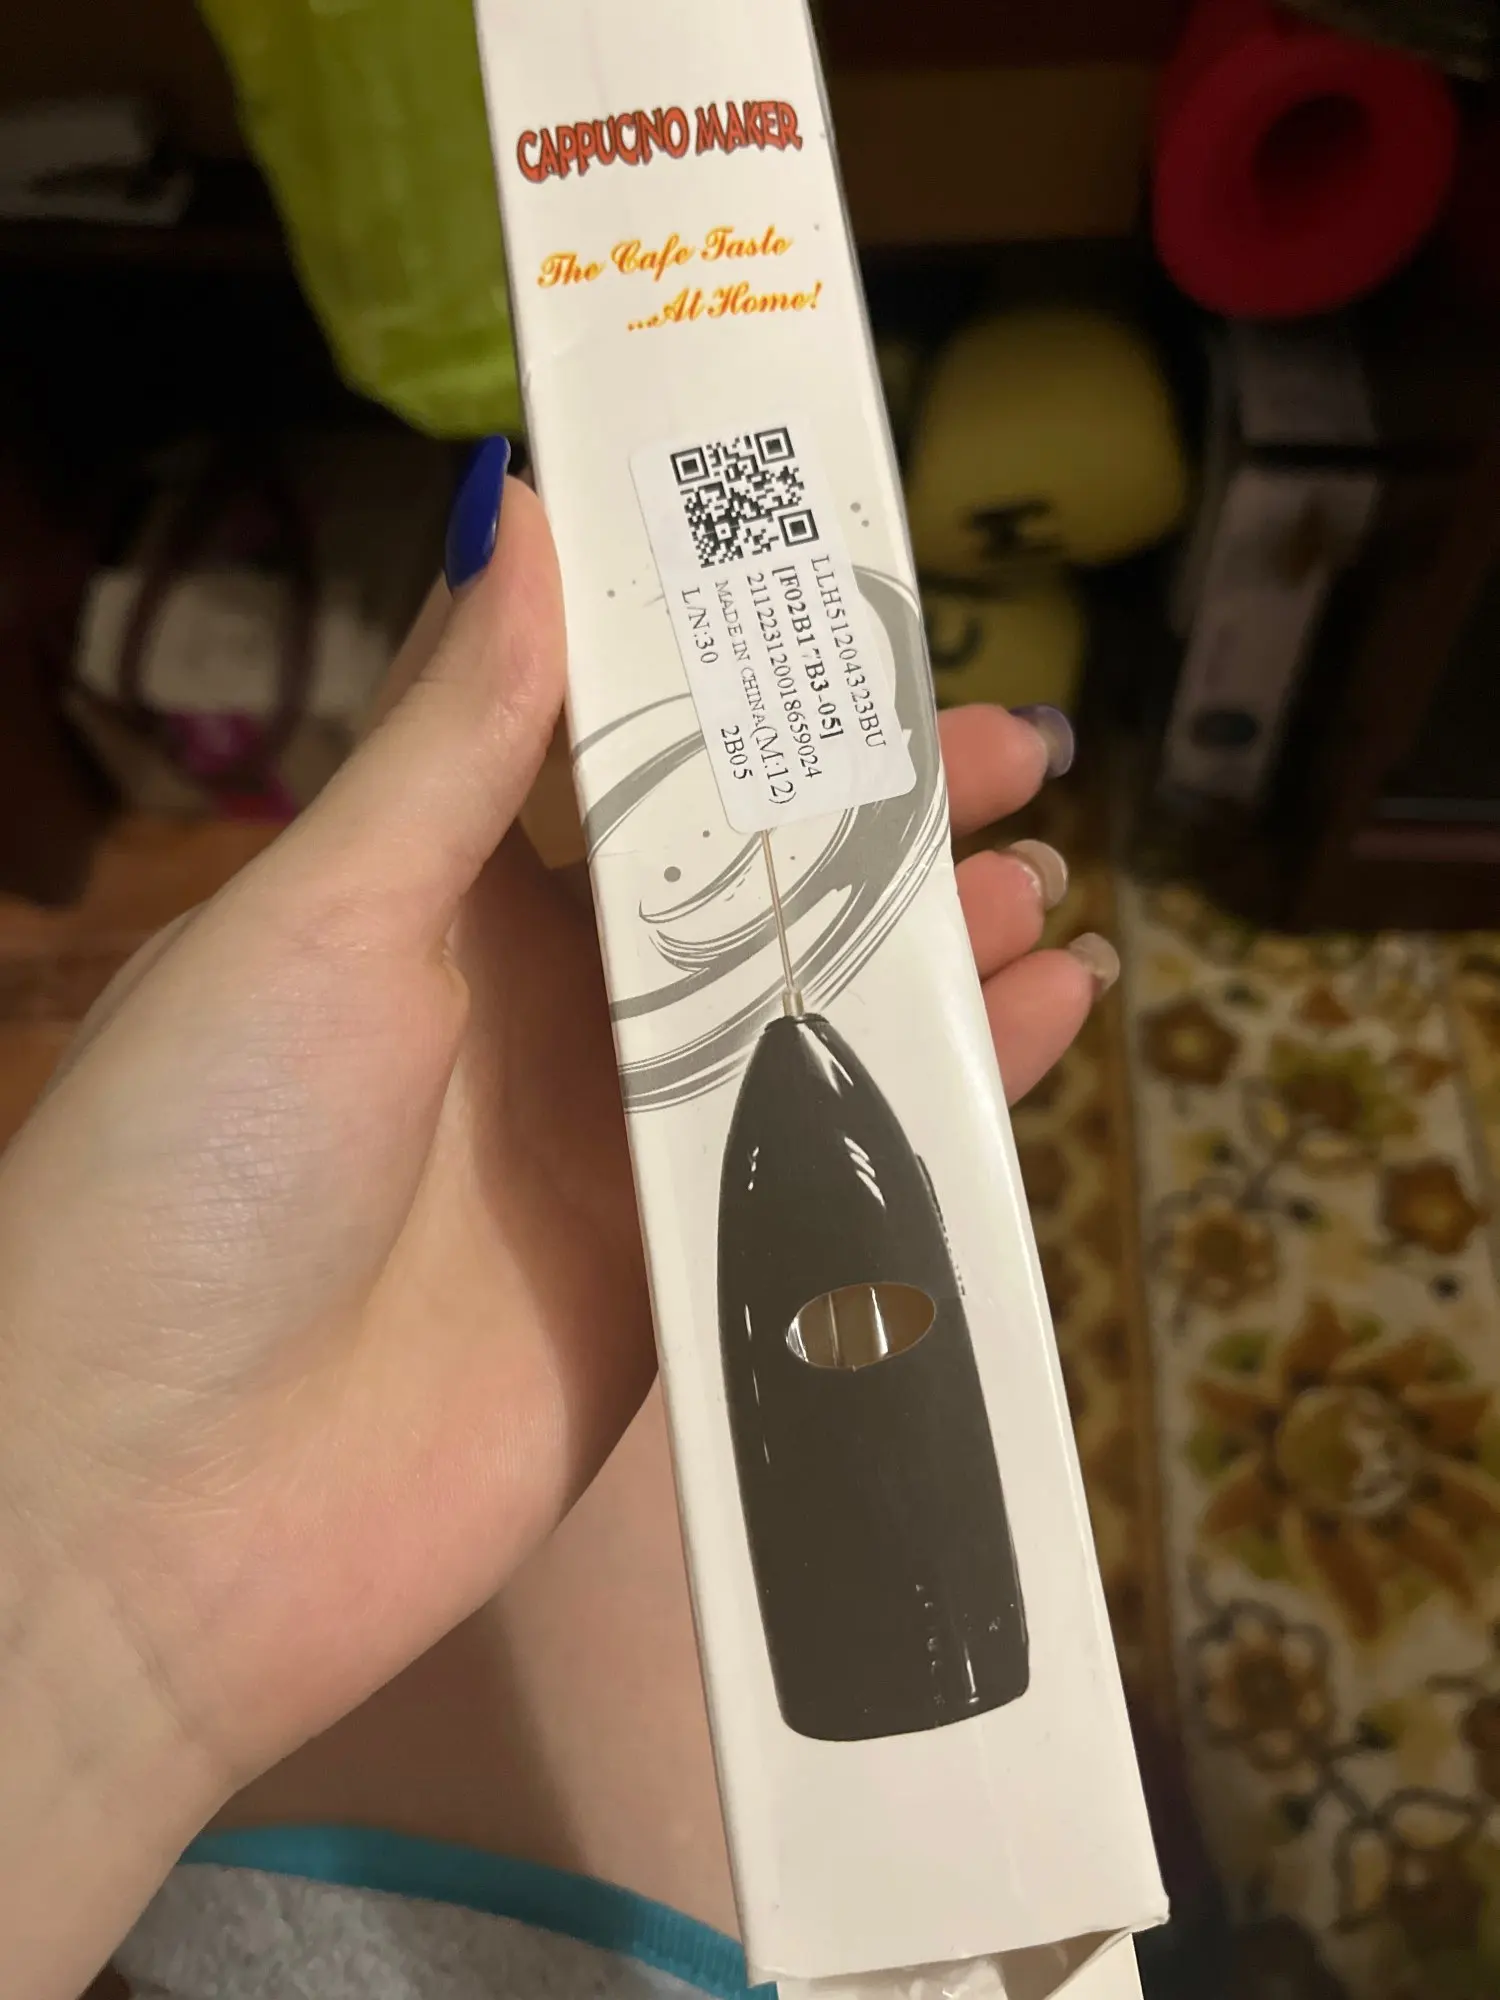 CAPPUCINO MAKER
The Cafe Taste
...At Home!
LLH51204323BU
[F02B17B3-05]
211223120018659024
MADE IN CHINA(M:12)
L/N:30 2B05